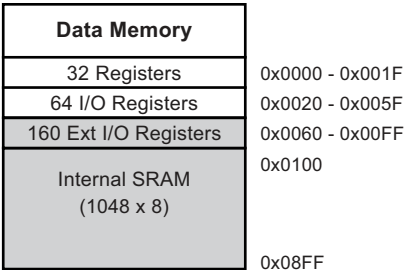 Data Memory
32 Registers 0x0000 - 0x001F
64 I/O Registers 0x0020 - 0x005F
160 Ext I/O Registers 0x0060 - 0x00FF
0x0100
Internal SRAM
(1048 x 8)
0x08FF